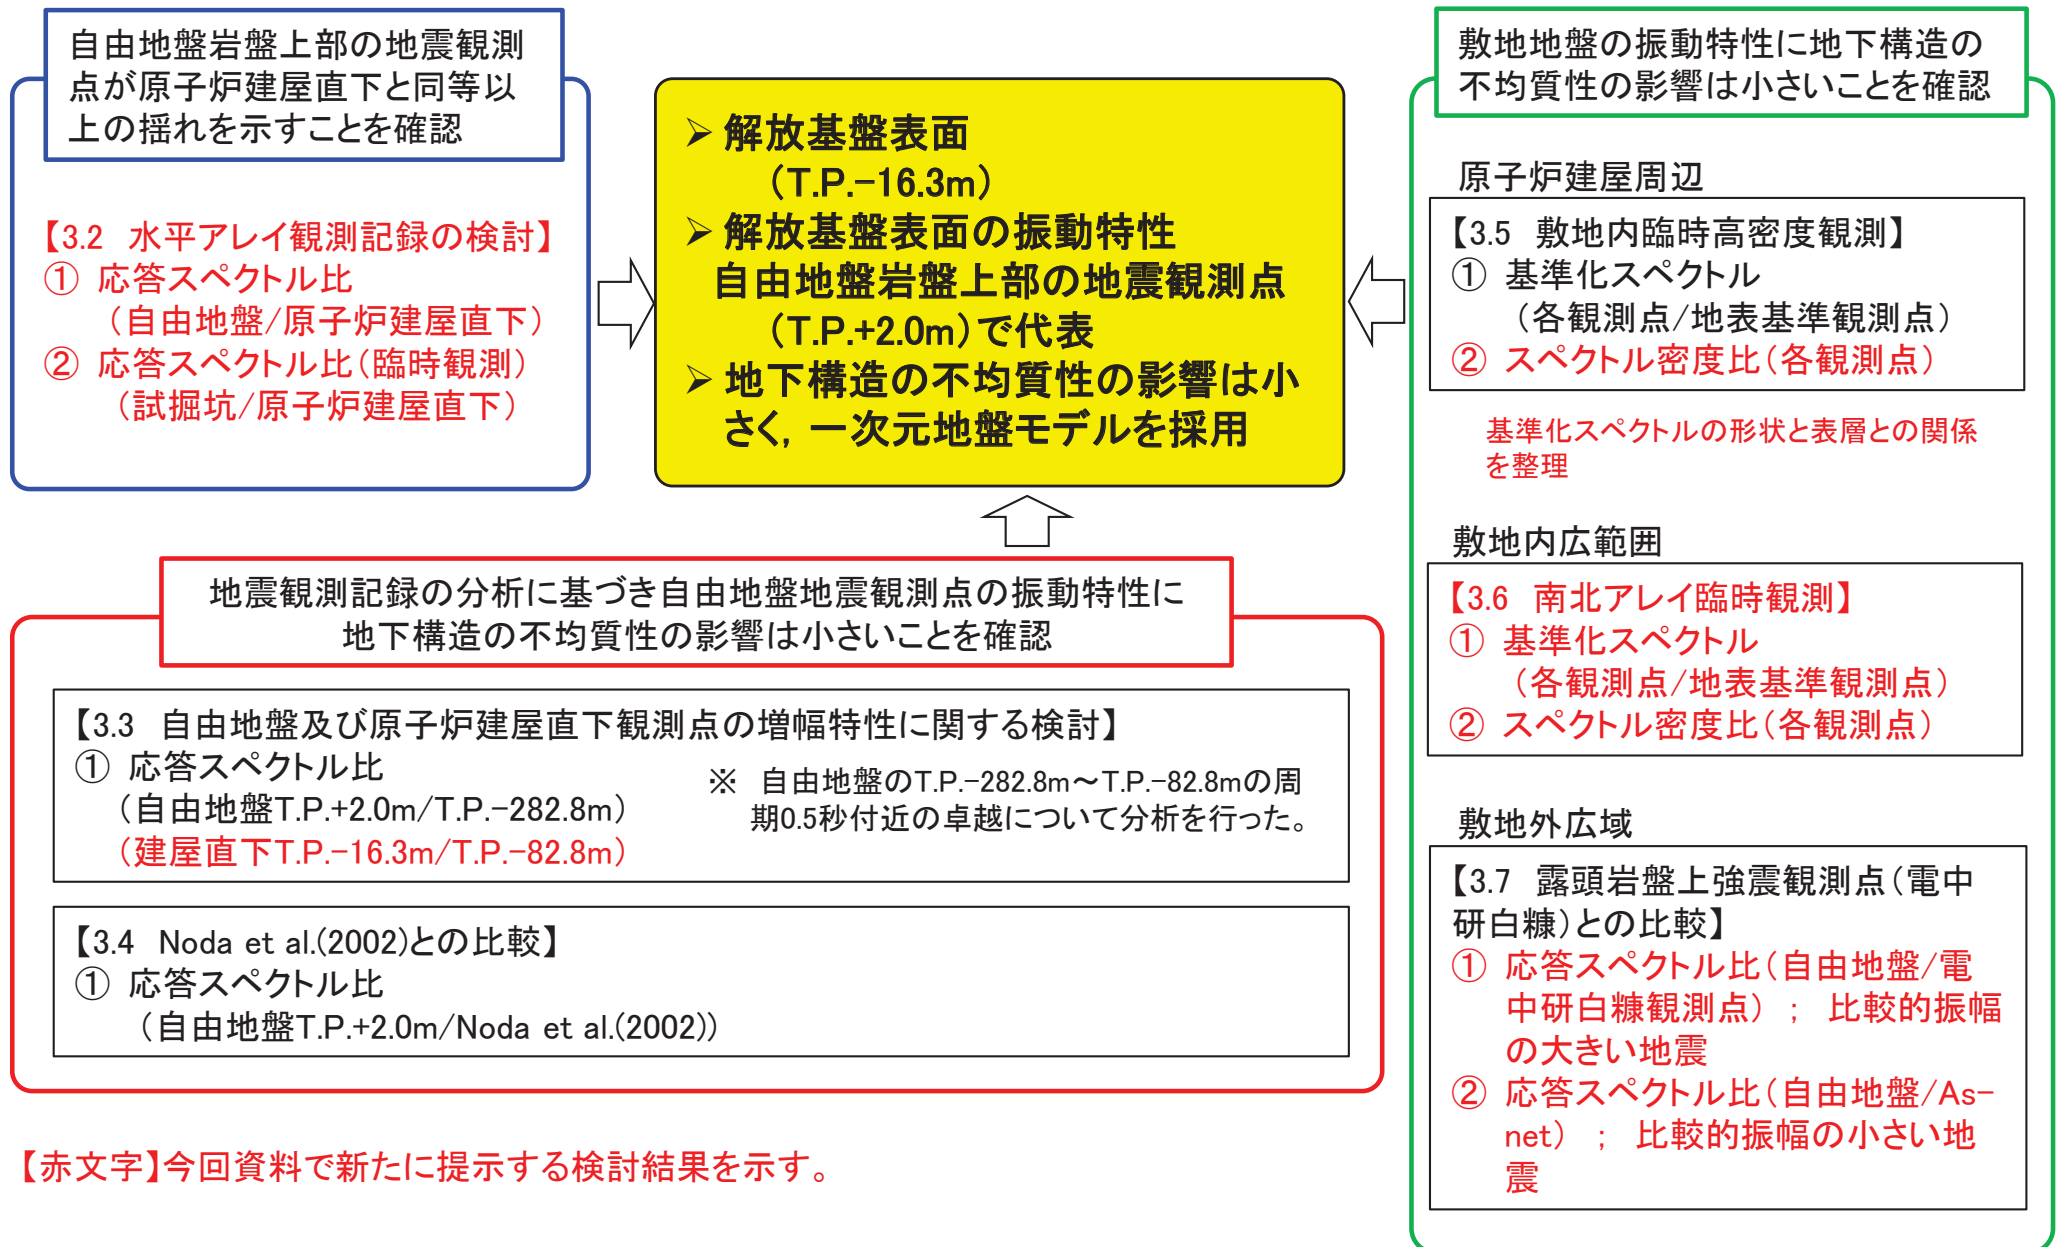 自由地盤岩盤上部の地震観測
点が原子炉建屋直下と同等以
上の揺れを示すことを確認
【3.2 水平アレイ観測記録の検討】
① 応答スペクトル比
（自由地盤/原子炉建屋直下）
② 応答スペクトル比（臨時観測）
（試掘坑/原子炉建屋直下）
➢ 解放基盤表面
（T.P.-16.3m）
➢ 解放基盤表面の振動特性
自由地盤岩盤上部の地震観測点
（T.P.+2.0m）で代表
➢ 地下構造の不均質性の影響は小
さく，一次元地盤モデルを採用
地震観測記録の分析に基づき自由地盤地震観測点の振動特性に
地下構造の不均質性の影響は小さいことを確認
【3.3 自由地盤及び原子炉建屋直下観測点の増幅特性に関する検討】
① 応答スペクトル比
（自由地盤T.P.+2.0m/T.P.-282.8m）
（建屋直下T.P.-16.3m/T.P.-82.8m）
※ 自由地盤のT.P.-282.8m～T.P.-82.8mの周
期0.5秒付近の卓越について分析を行った。
【3.4 Noda et al.(2002)との比較】
① 応答スペクトル比
（自由地盤T.P.+2.0m/Noda et al.(2002)）
【赤文字】今回資料で新たに提示する検討結果を示す。
敷地地盤の振動特性に地下構造の
不均質性の影響は小さいことを確認
原子炉建屋周辺
【3.5 敷地内臨時高密度観測】
① 基準化スペクトル
（各観測点/地表基準観測点）
② スペクトル密度比（各観測点）
基準化スペクトルの形状と表層との関係
を整理
敷地内広範囲
【3.6 南北アレイ臨時観測】
① 基準化スペクトル
（各観測点/地表基準観測点）
② スペクトル密度比（各観測点）
敷地外広域
【3.7 露頭岩盤上強震観測点（電中
研白糠）との比較】
① 応答スペクトル比（自由地盤/電
中研白糠観測点）； 比較的振幅
の大きい地震
② 応答スペクトル比（自由地盤/As-
net）； 比較的振幅の小さい地
震